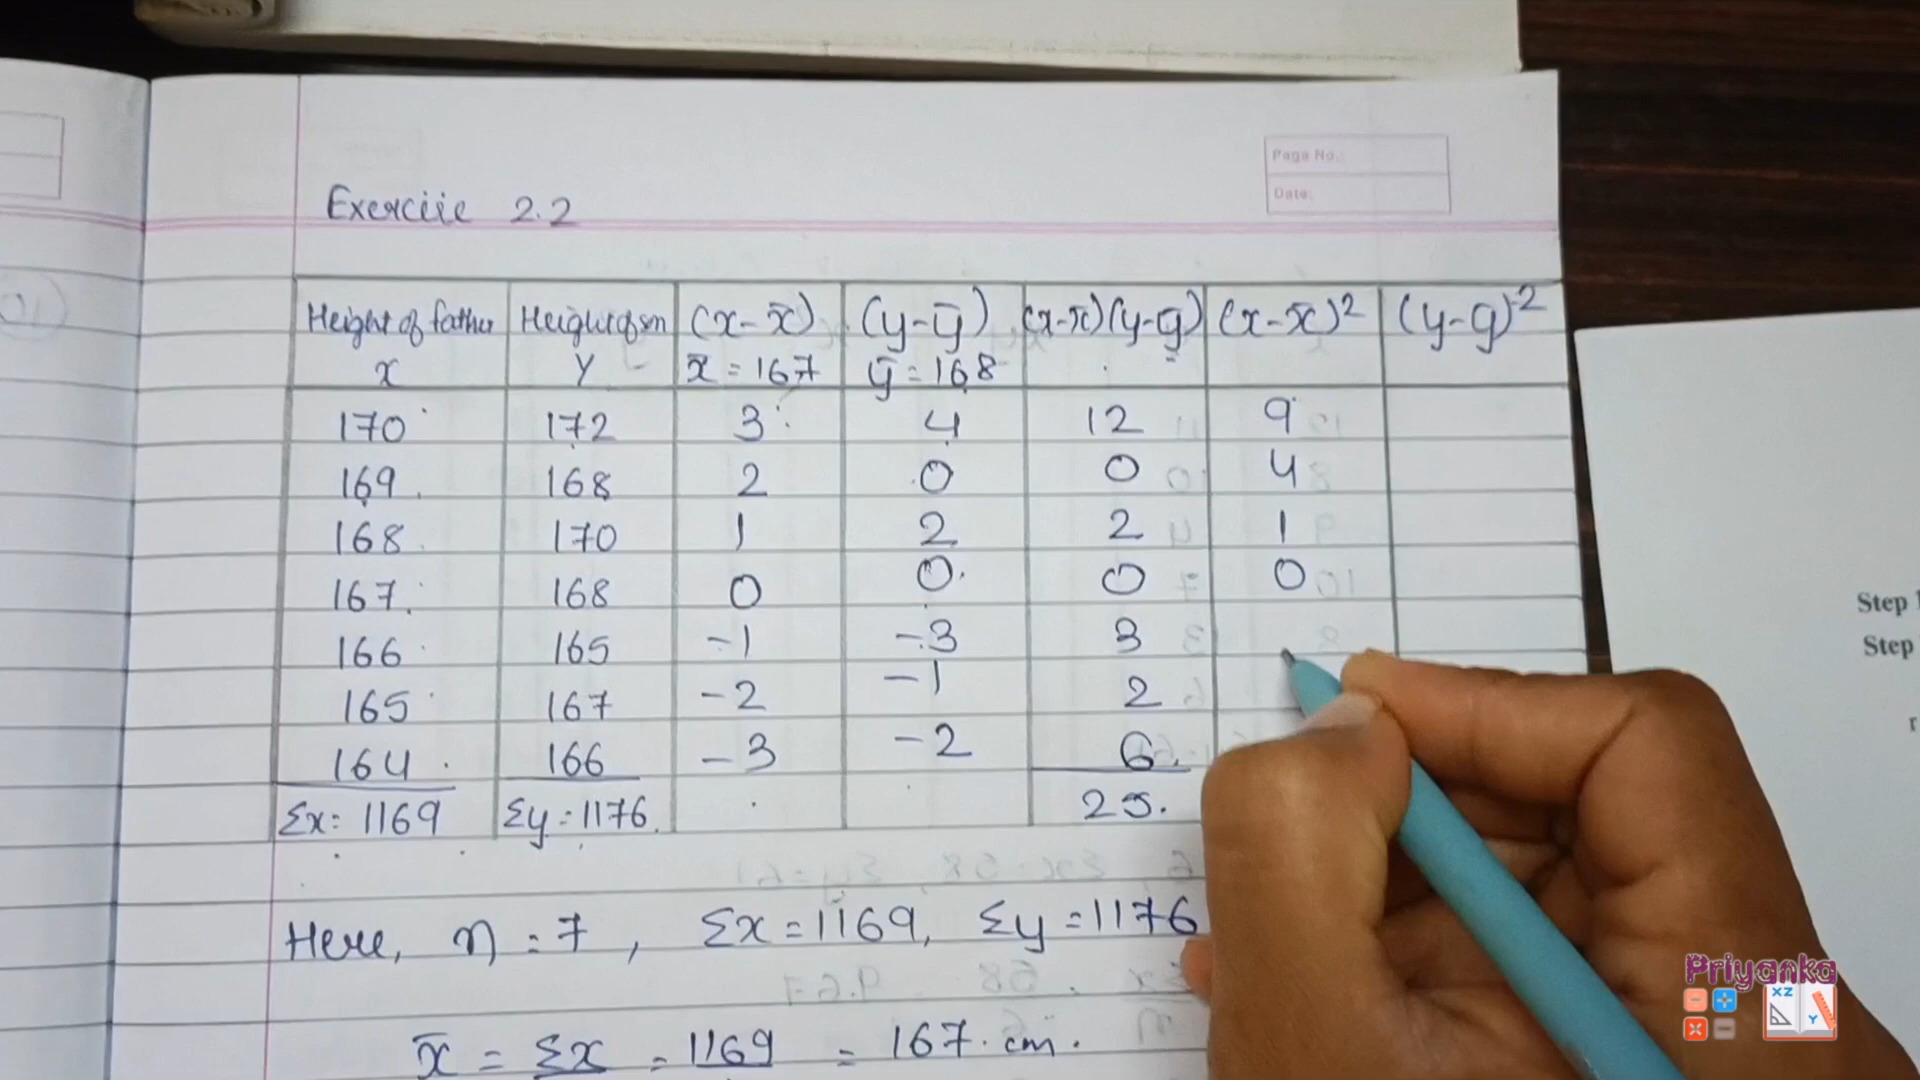 Page No.:
Date:
Exerciie 2.2
Height of father Height of sn (x-x̄) (y-ȳ) (x-x̄)(y-ȳ) (x-x̄)2 (y-ȳ)2
x Y x̄ = 167 ȳ = 168
170 172 3 4 12 9
169 168 2 0 0 4
168 170 1 2 2 1
167 168 0 0 0 0
166 165 -1 -3 3
165 167 -2 -1 2
164 166 -3 -2 6
Σx = 1169 Σy = 1176 25.
Here, n = 7, Σx = 1169, Σy = 1176
x̄ = Σx = 1169 = 167. cm.
Step
Step
r
Priyanka
XZ
Y